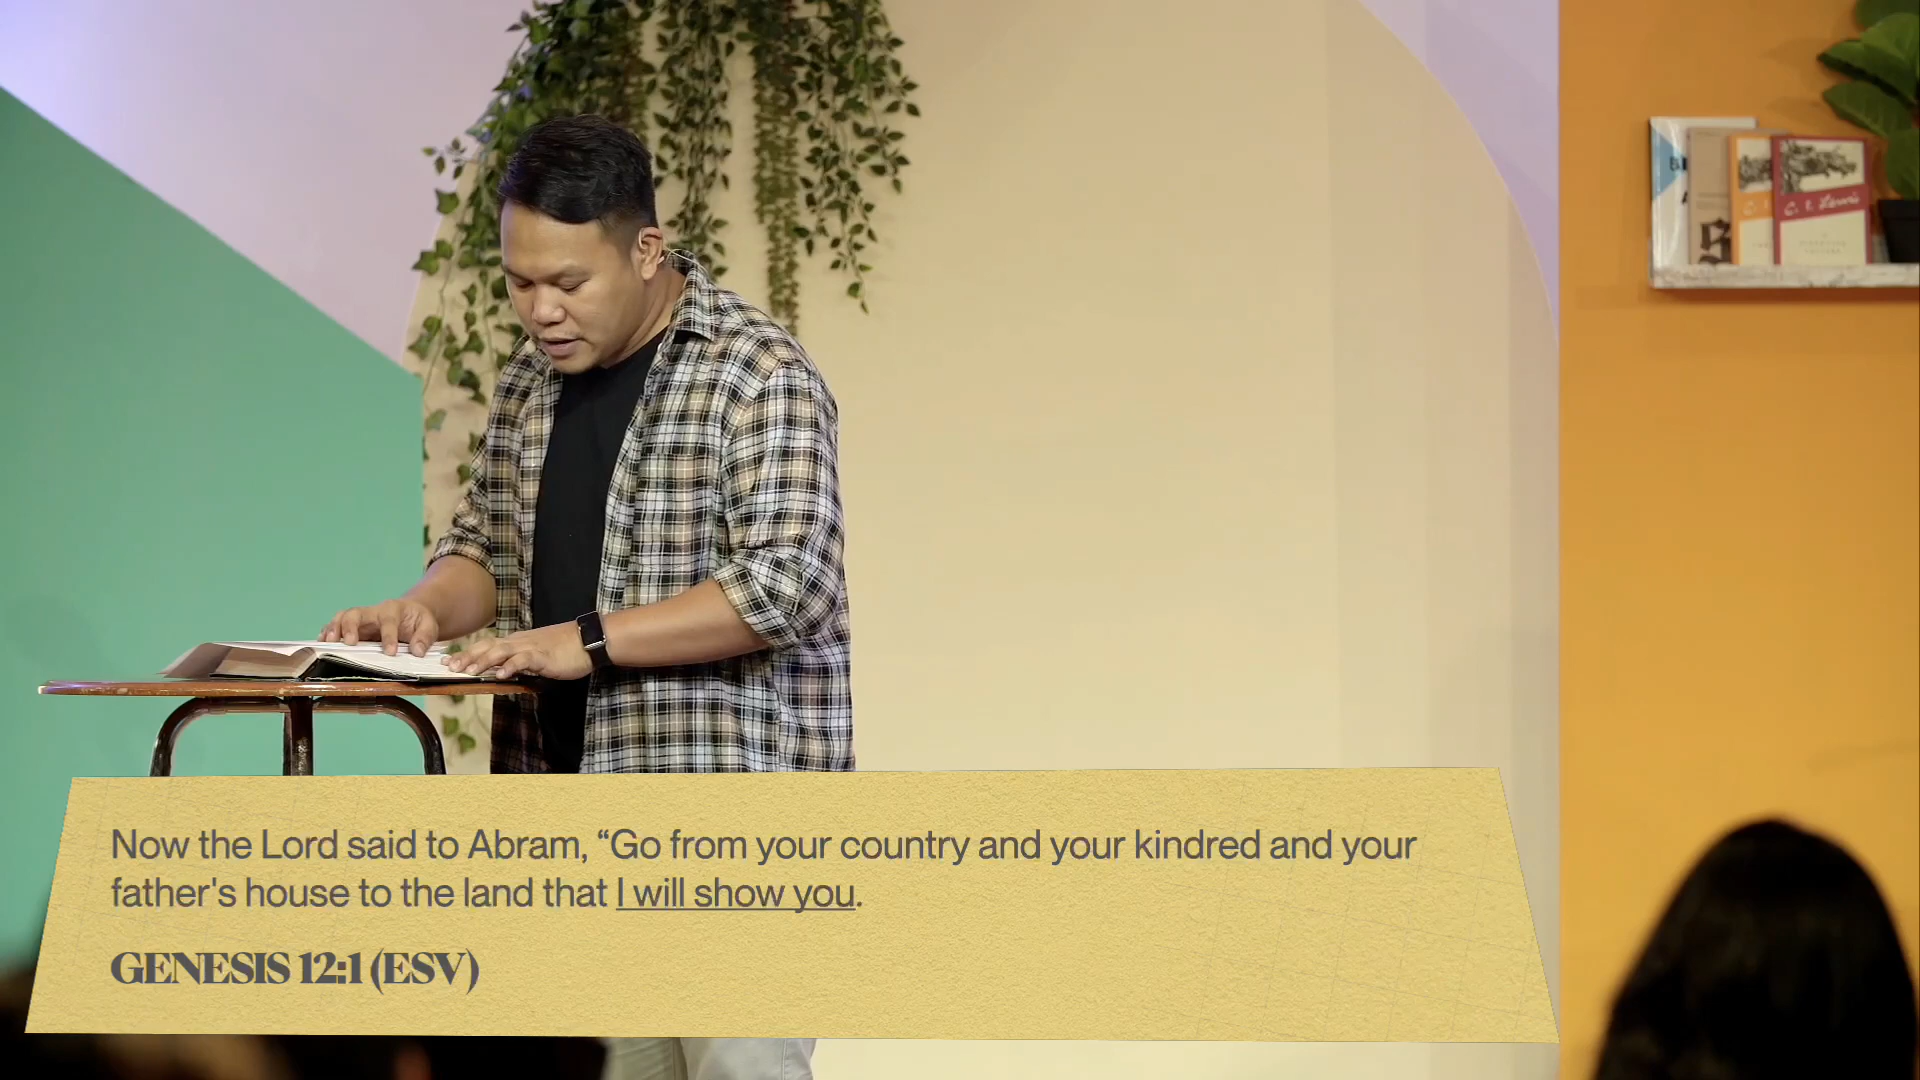 C. S. Lewis
Now the Lord said to Abram, “Go from your country and your kindred and your
father's house to the land that I will show you.
GENESIS 12:1 (ESV)